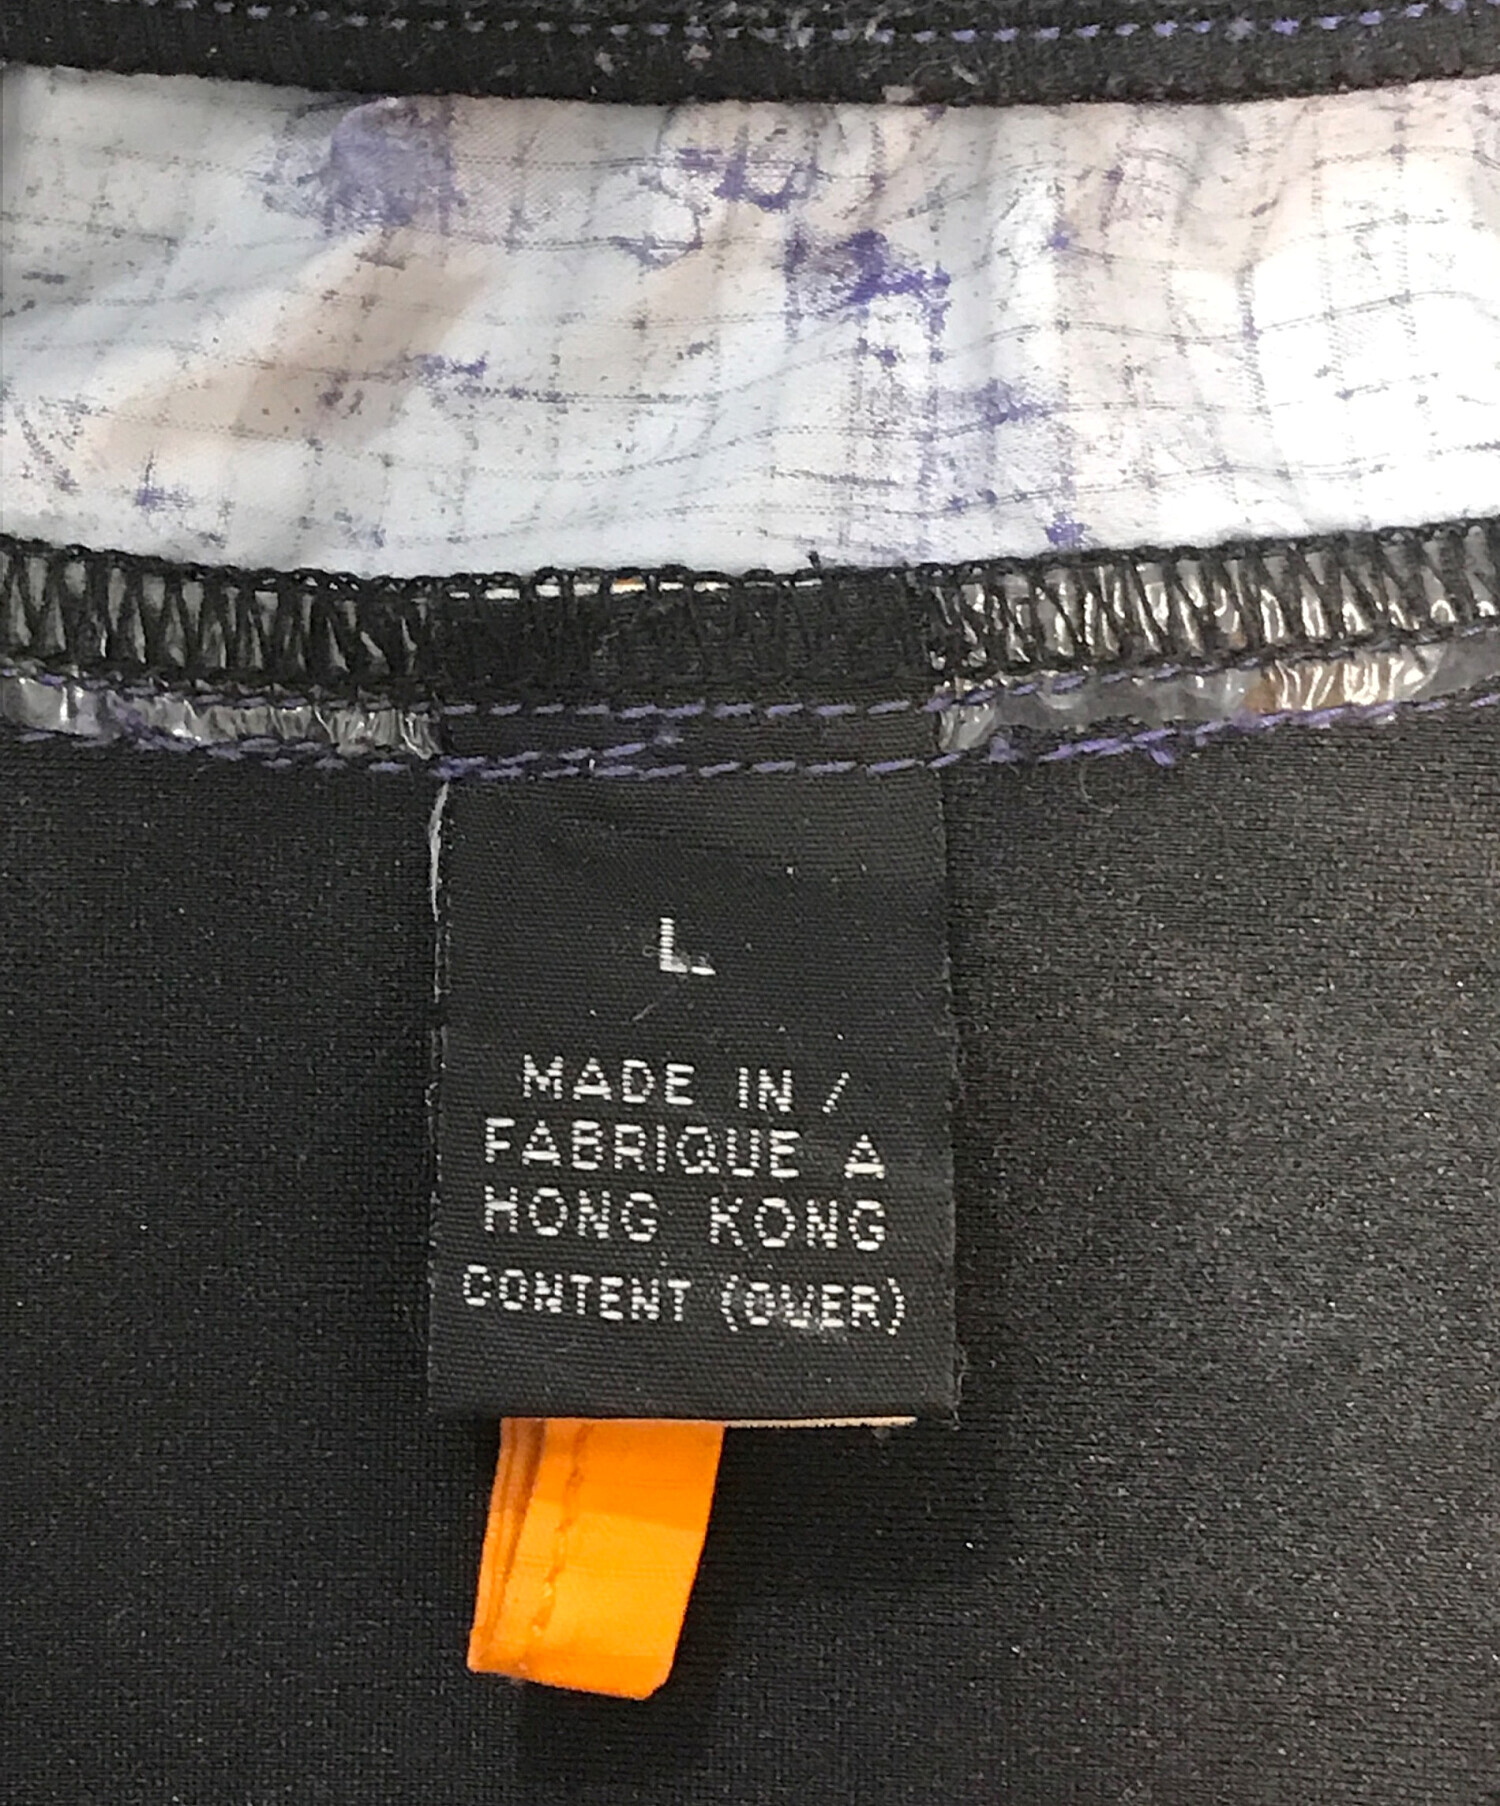 L
MADE IN /
FABRIQUE A
HONG KONG
CONTENT (OVER)